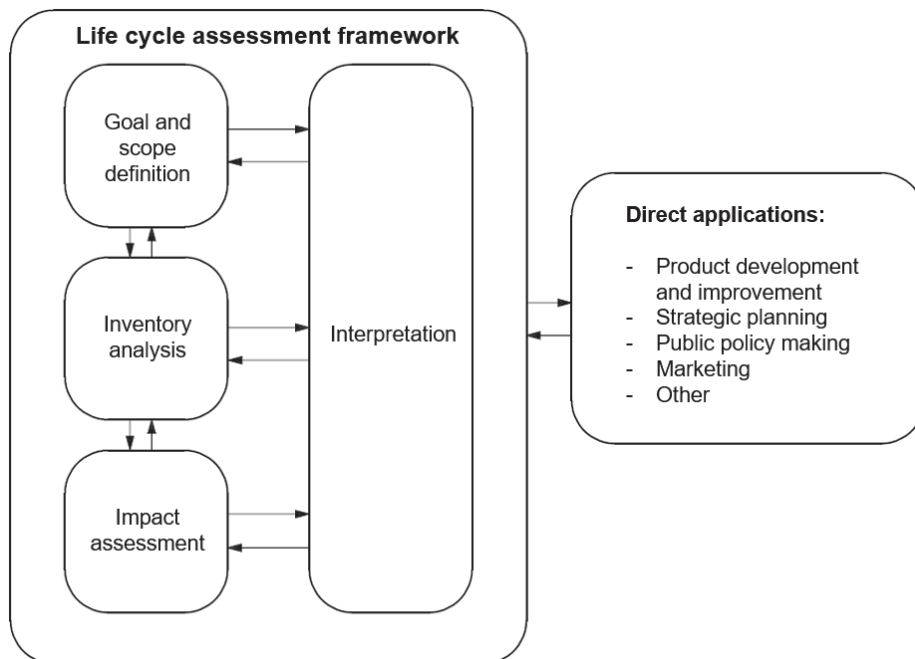 Life cycle assessment framework
Goal and
scope
definition
Inventory
analysis
Impact
assessment
Interpretation
Direct applications:
- Product development
and improvement
- Strategic planning
- Public policy making
- Marketing
- Other